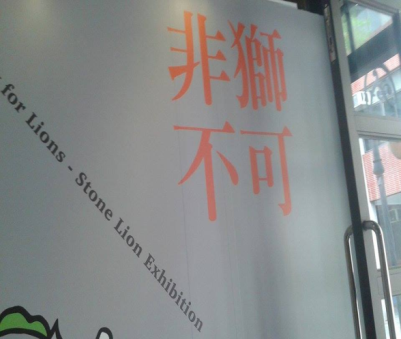 非獅
不可
for Lions - Stone Lion Exhibition